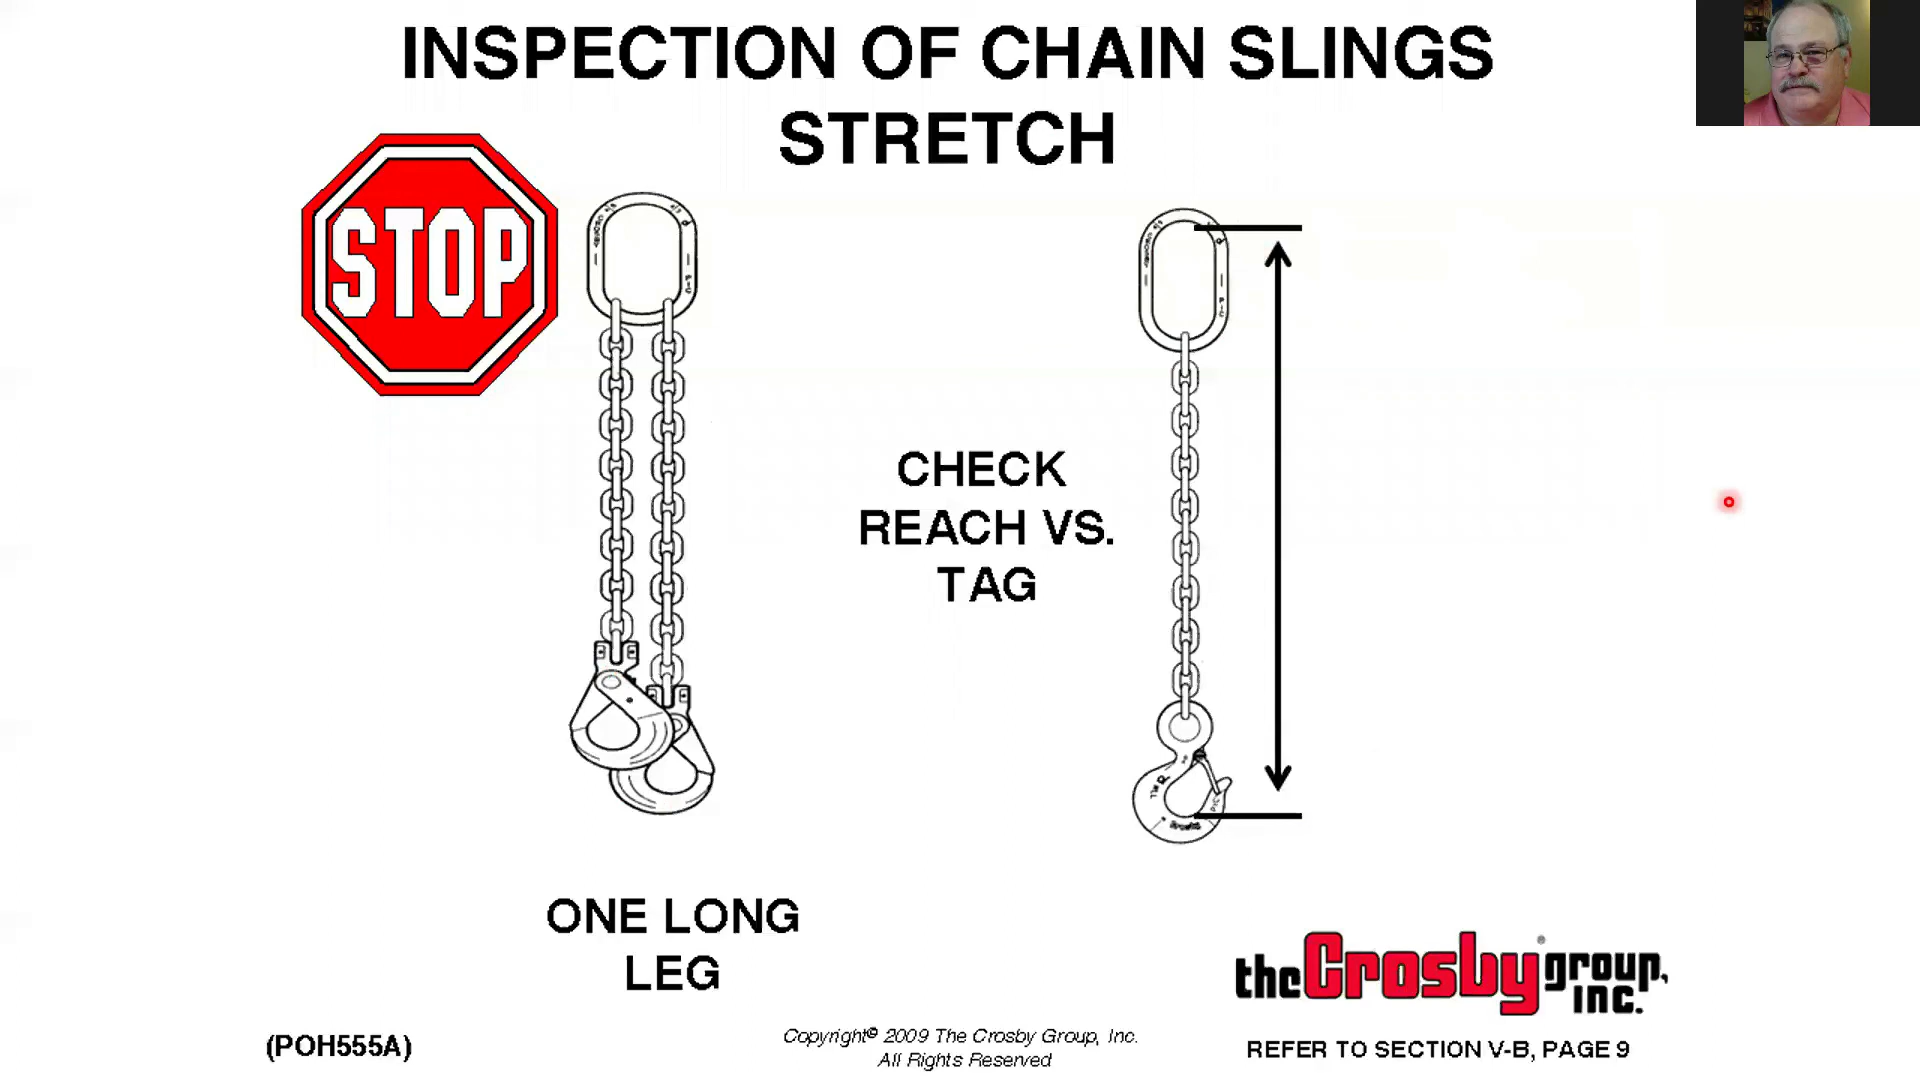 INSPECTION OF CHAIN SLINGS
STRETCH
STOP
CHECK
REACH VS.
TAG
ONE LONG
LEG
the Crosby group,
inc.
(POH555A)
Copyright© 2009 The Crosby Group, Inc.
All Rights Reserved
REFER TO SECTION V-B, PAGE 9